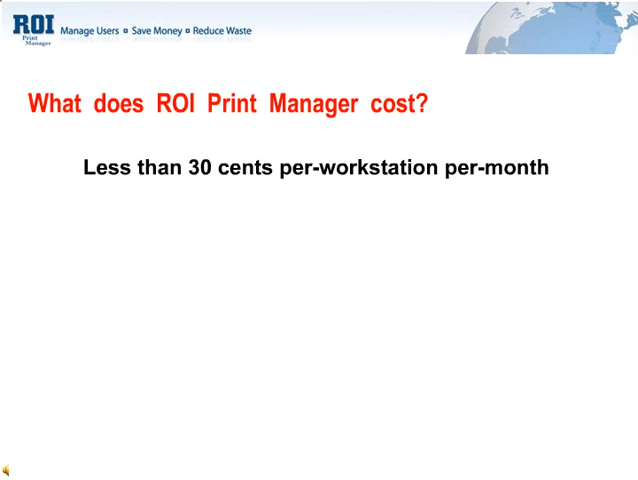 ROI Manage Users ¤ Save Money ¤ Reduce Waste
Print
Manager
What does ROI Print Manager cost?
Less than 30 cents per-workstation per-month